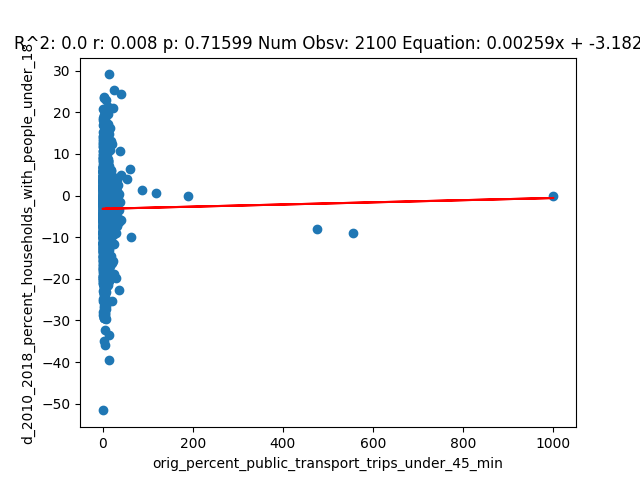 R^2: 0.0 r: 0.008 p: 0.71599 Num Obsv: 2100 Equation: 0.00259x + -3.182
d_2010_2018_percent_households_with_people_under_18
30
20
10
0
−10
−20
−30
−40
−50
0 200 400 600 800 1000
orig_percent_public_transport_trips_under_45_min